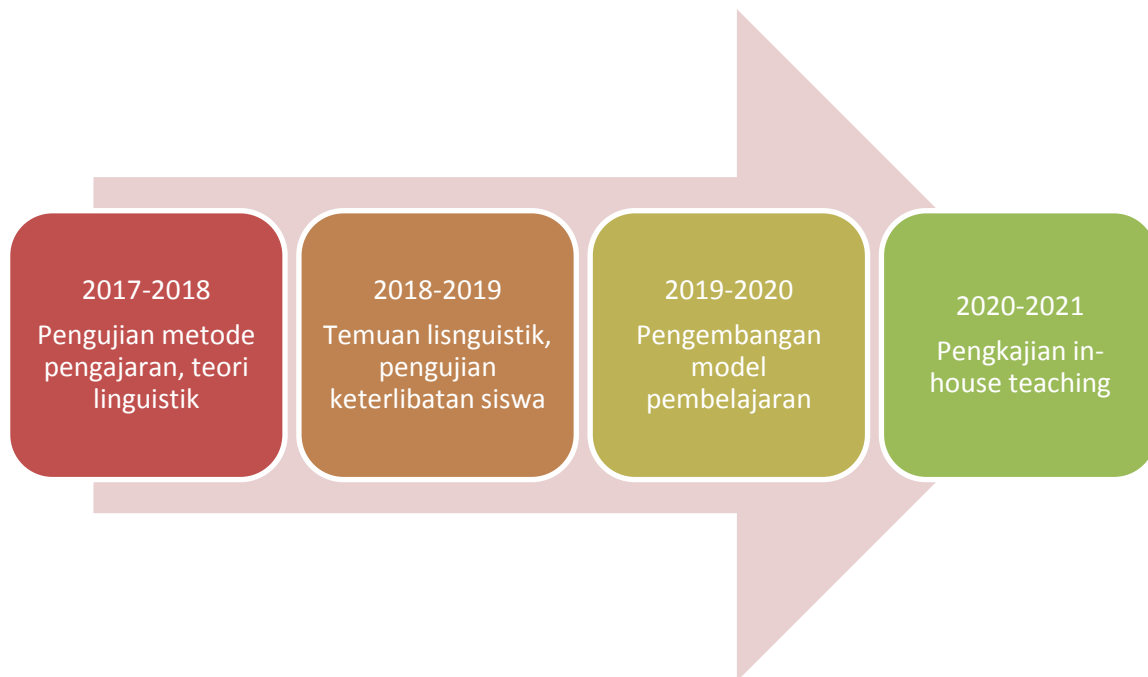 2017-2018
Pengujian metode
pengajaran, teori
linguistik
2018-2019
Temuan lisnguistik,
pengujian
keterlibatan siswa
2019-2020
Pengembangan
model
pembelajaran
2020-2021
Pengkajian in-
house teaching